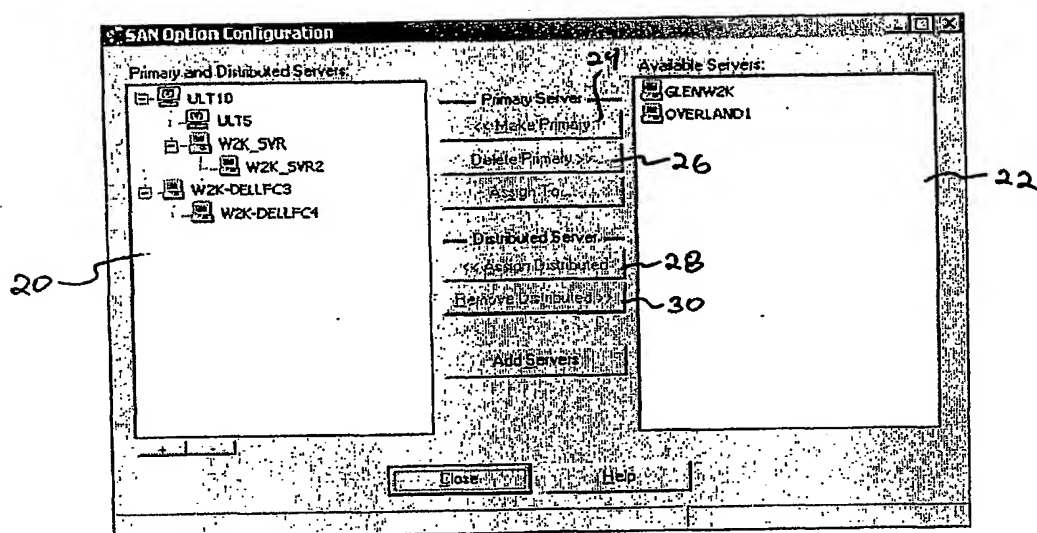 SAN Option Configuration
Primary and Distributed Servers:
ULT10
ULT5
W2K_SVR
W2K_SVR2
W2K-DELLFC3
W2K-DELLFC4
20
24
Primary Server
<< Make Primary
Delete Primary >>
26
Assign To...
Distributed Server
<< Assign Distributed
28
Remove Distributed >>
30
Add Servers
Available Servers:
GLENW2K
OVERLAND1
22
+ -
Close
Help